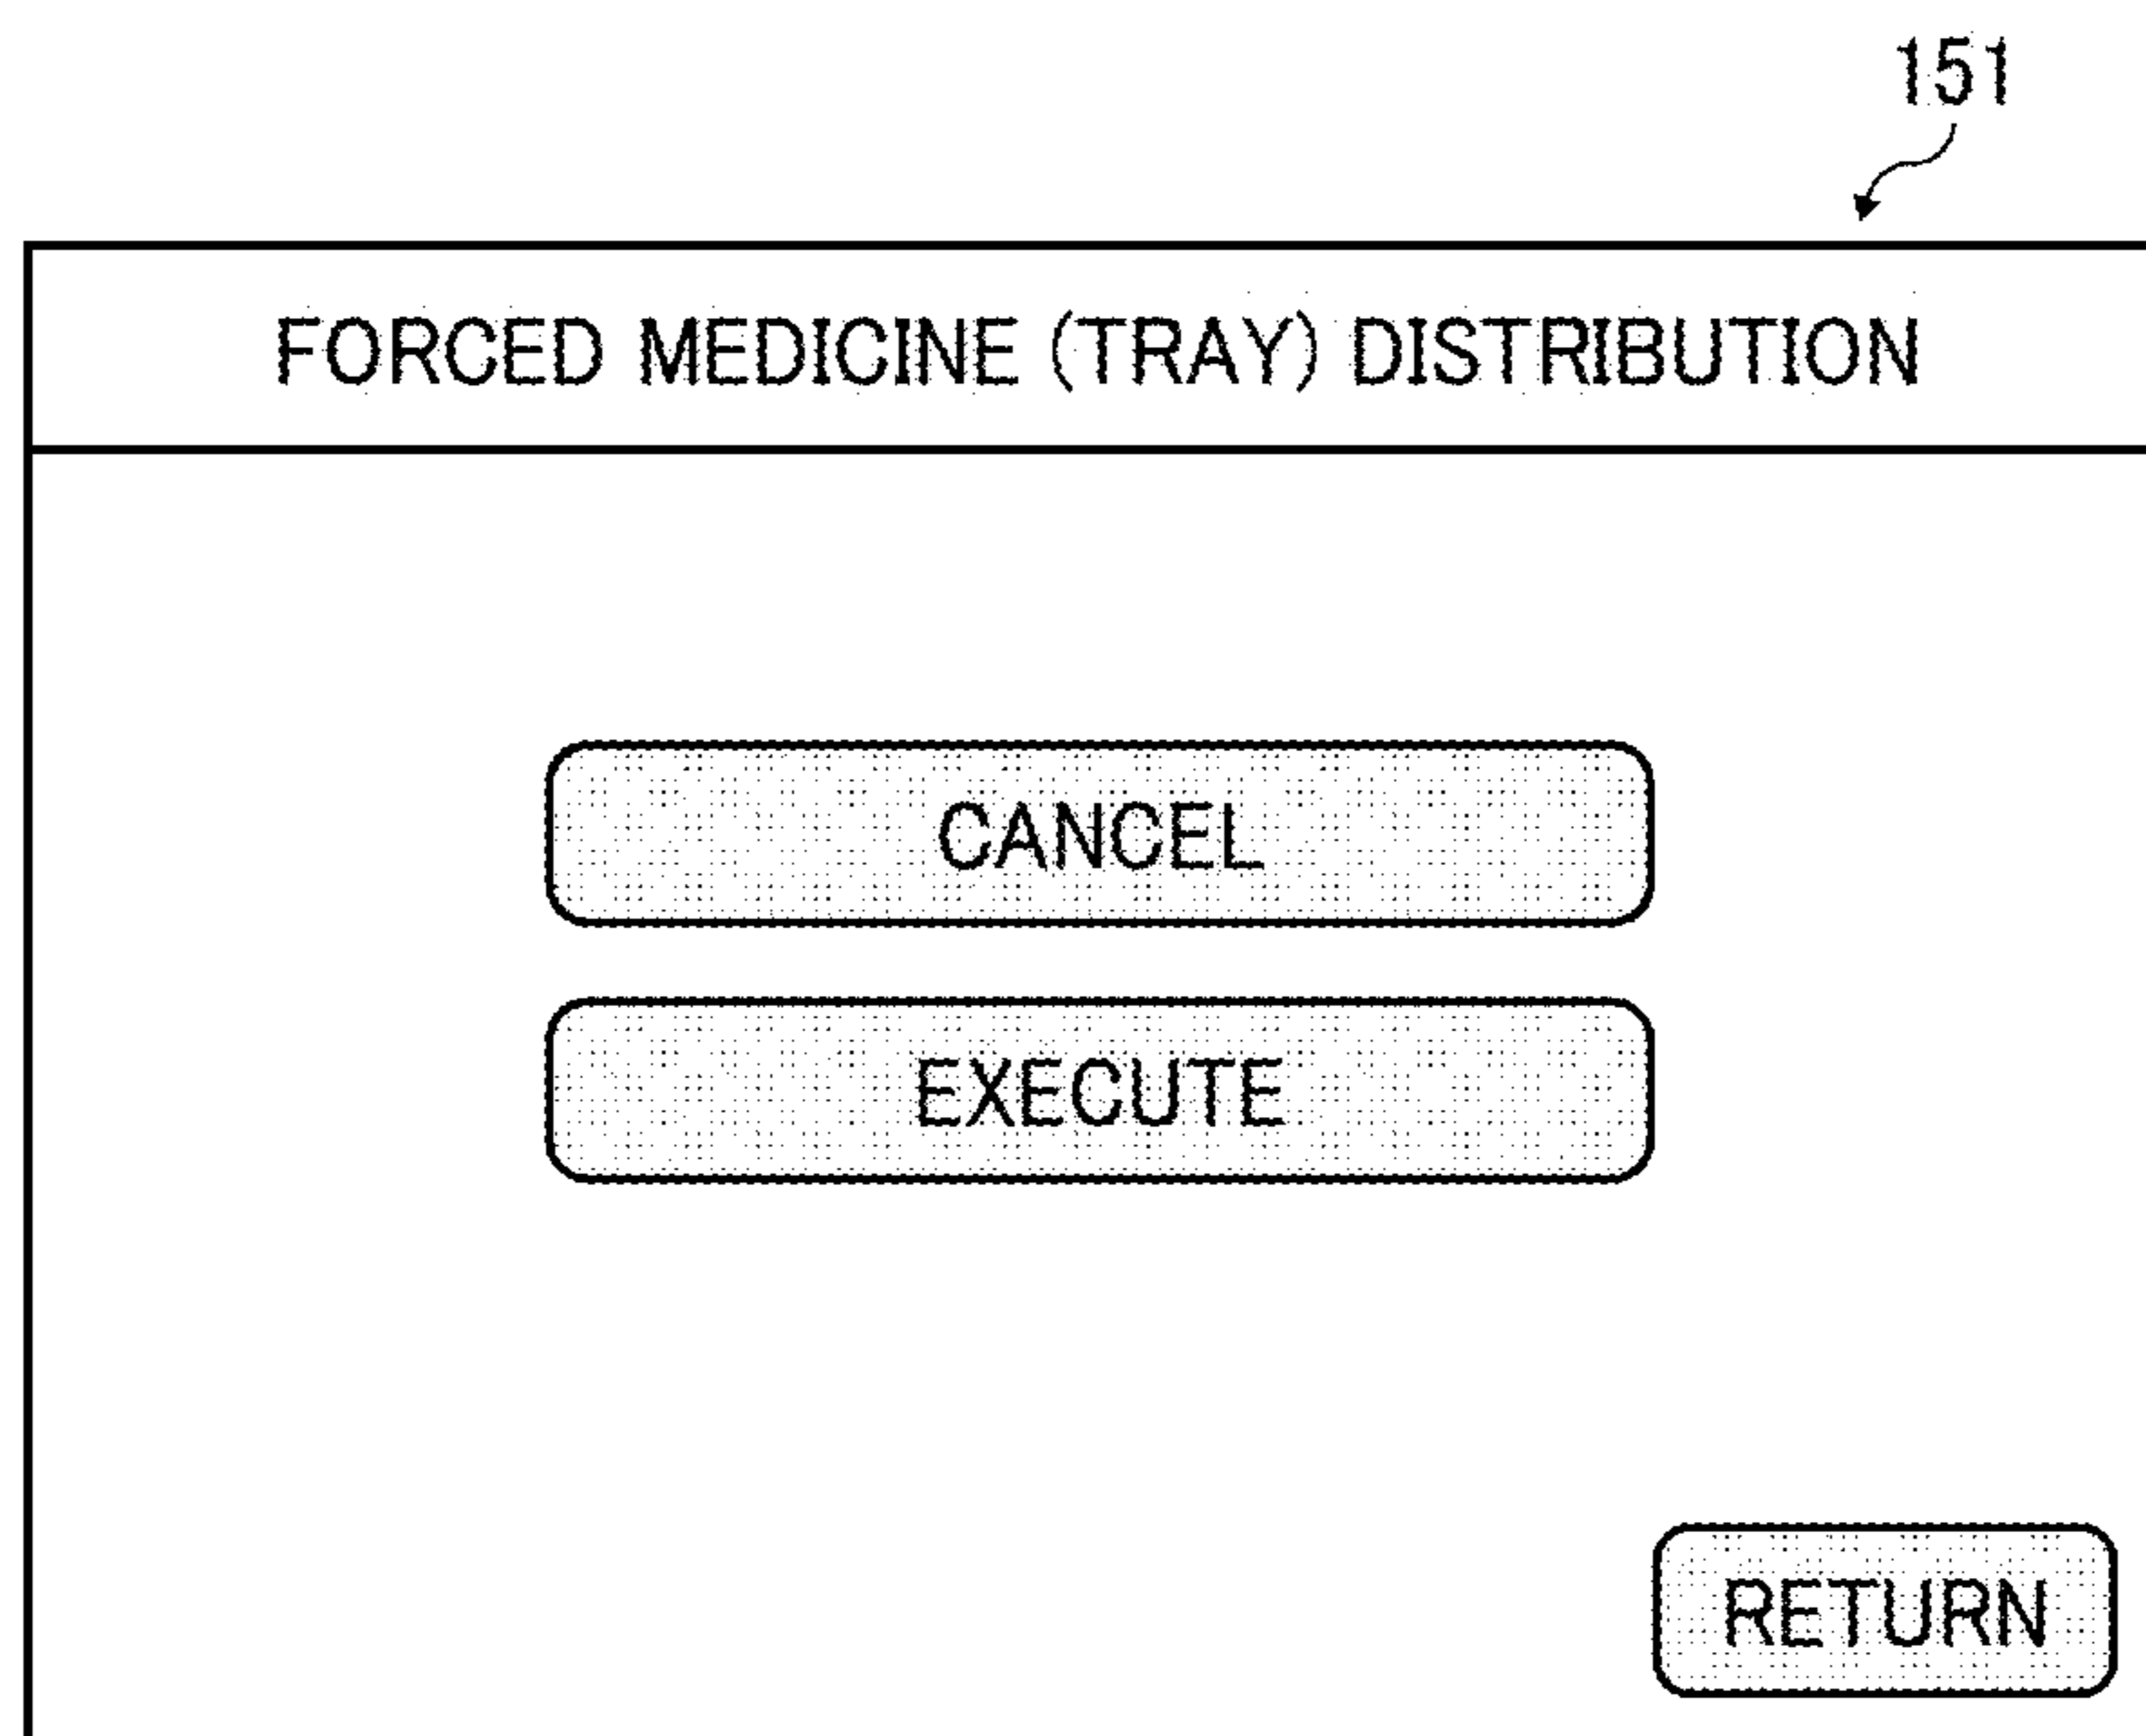 151
FORCED MEDICINE (TRAY) DISTRIBUTION
CANCEL
EXECUTE
RETURN